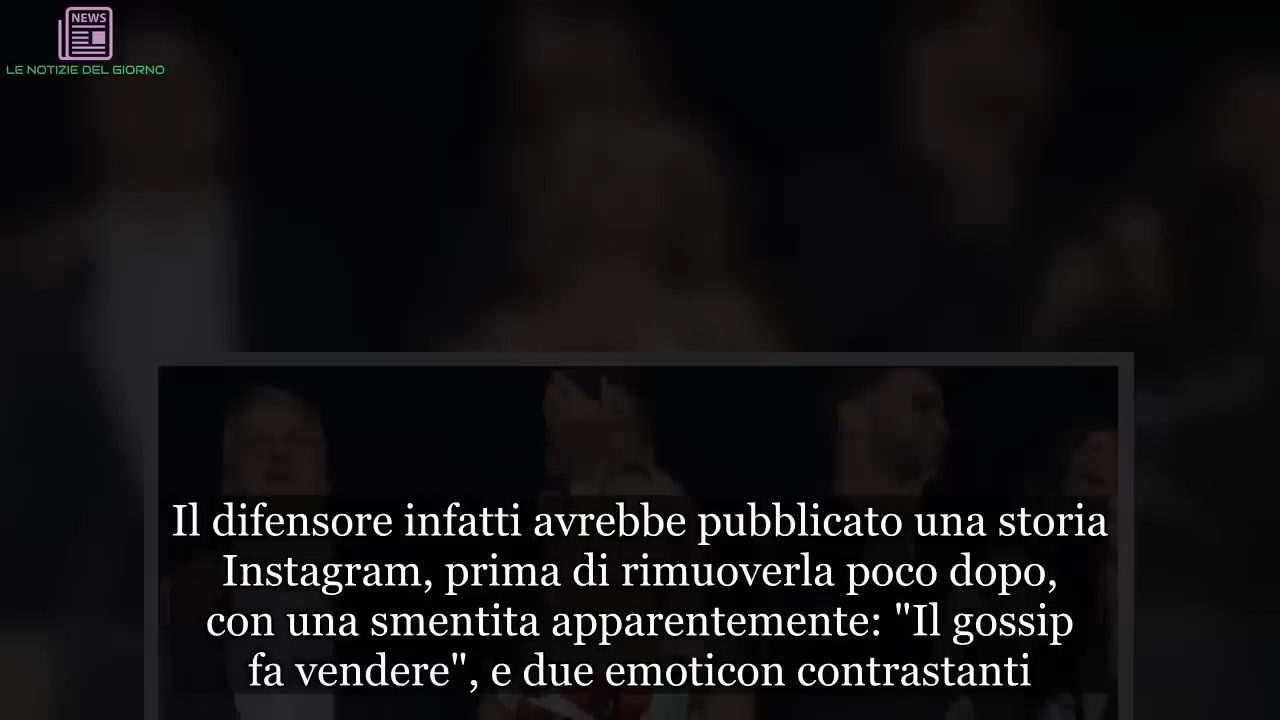 NEWS
LE NOTIZIE DEL GIORNO
Il difensore infatti avrebbe pubblicato una storia
Instagram, prima di rimuoverla poco dopo,
con una smentita apparentemente: "Il gossip
fa vendere", e due emoticon contrastanti